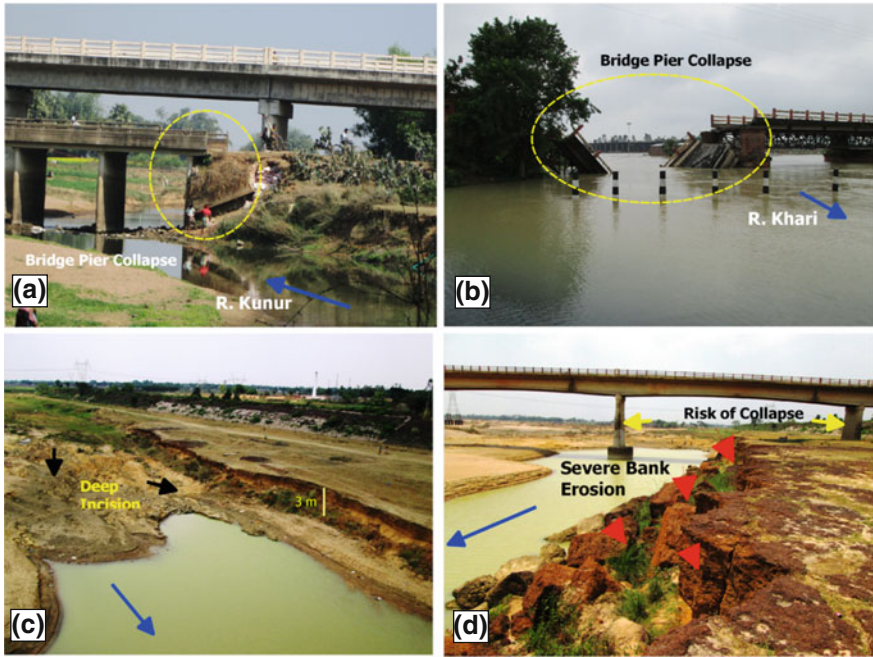 Bridge Pier Collapse
R. Kunur
(a)
Bridge Pier Collapse
R. Khari
(b)
Deep
Incision
3 m
(c)
Risk of Collapse
Severe Bank
Erosion
(d)